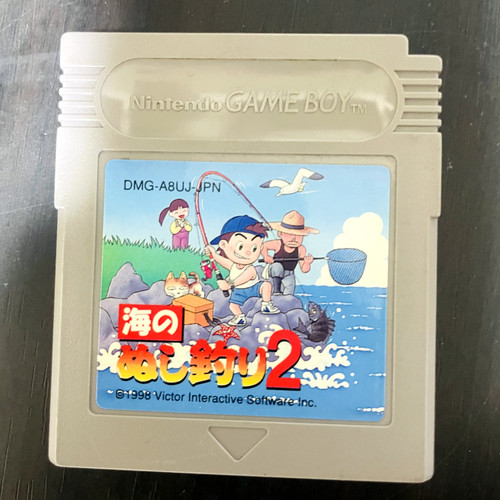 Nintendo GAME BOY TM
DMG-A8UJ-JPN
海の
ぬし釣り2
©1998 Victor Interactive Software Inc.